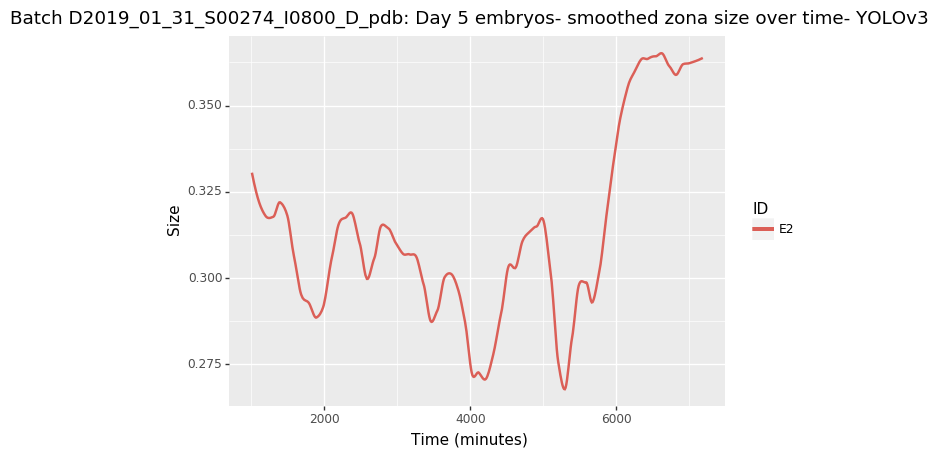 Batch D2019_01_31_S00274_I0800_D_pdb: Day 5 embryos- smoothed zona size over time- YOLOv3
0.350
0.325
0.300
0.275
Size
2000
4000
6000
Time (minutes)
ID
E2